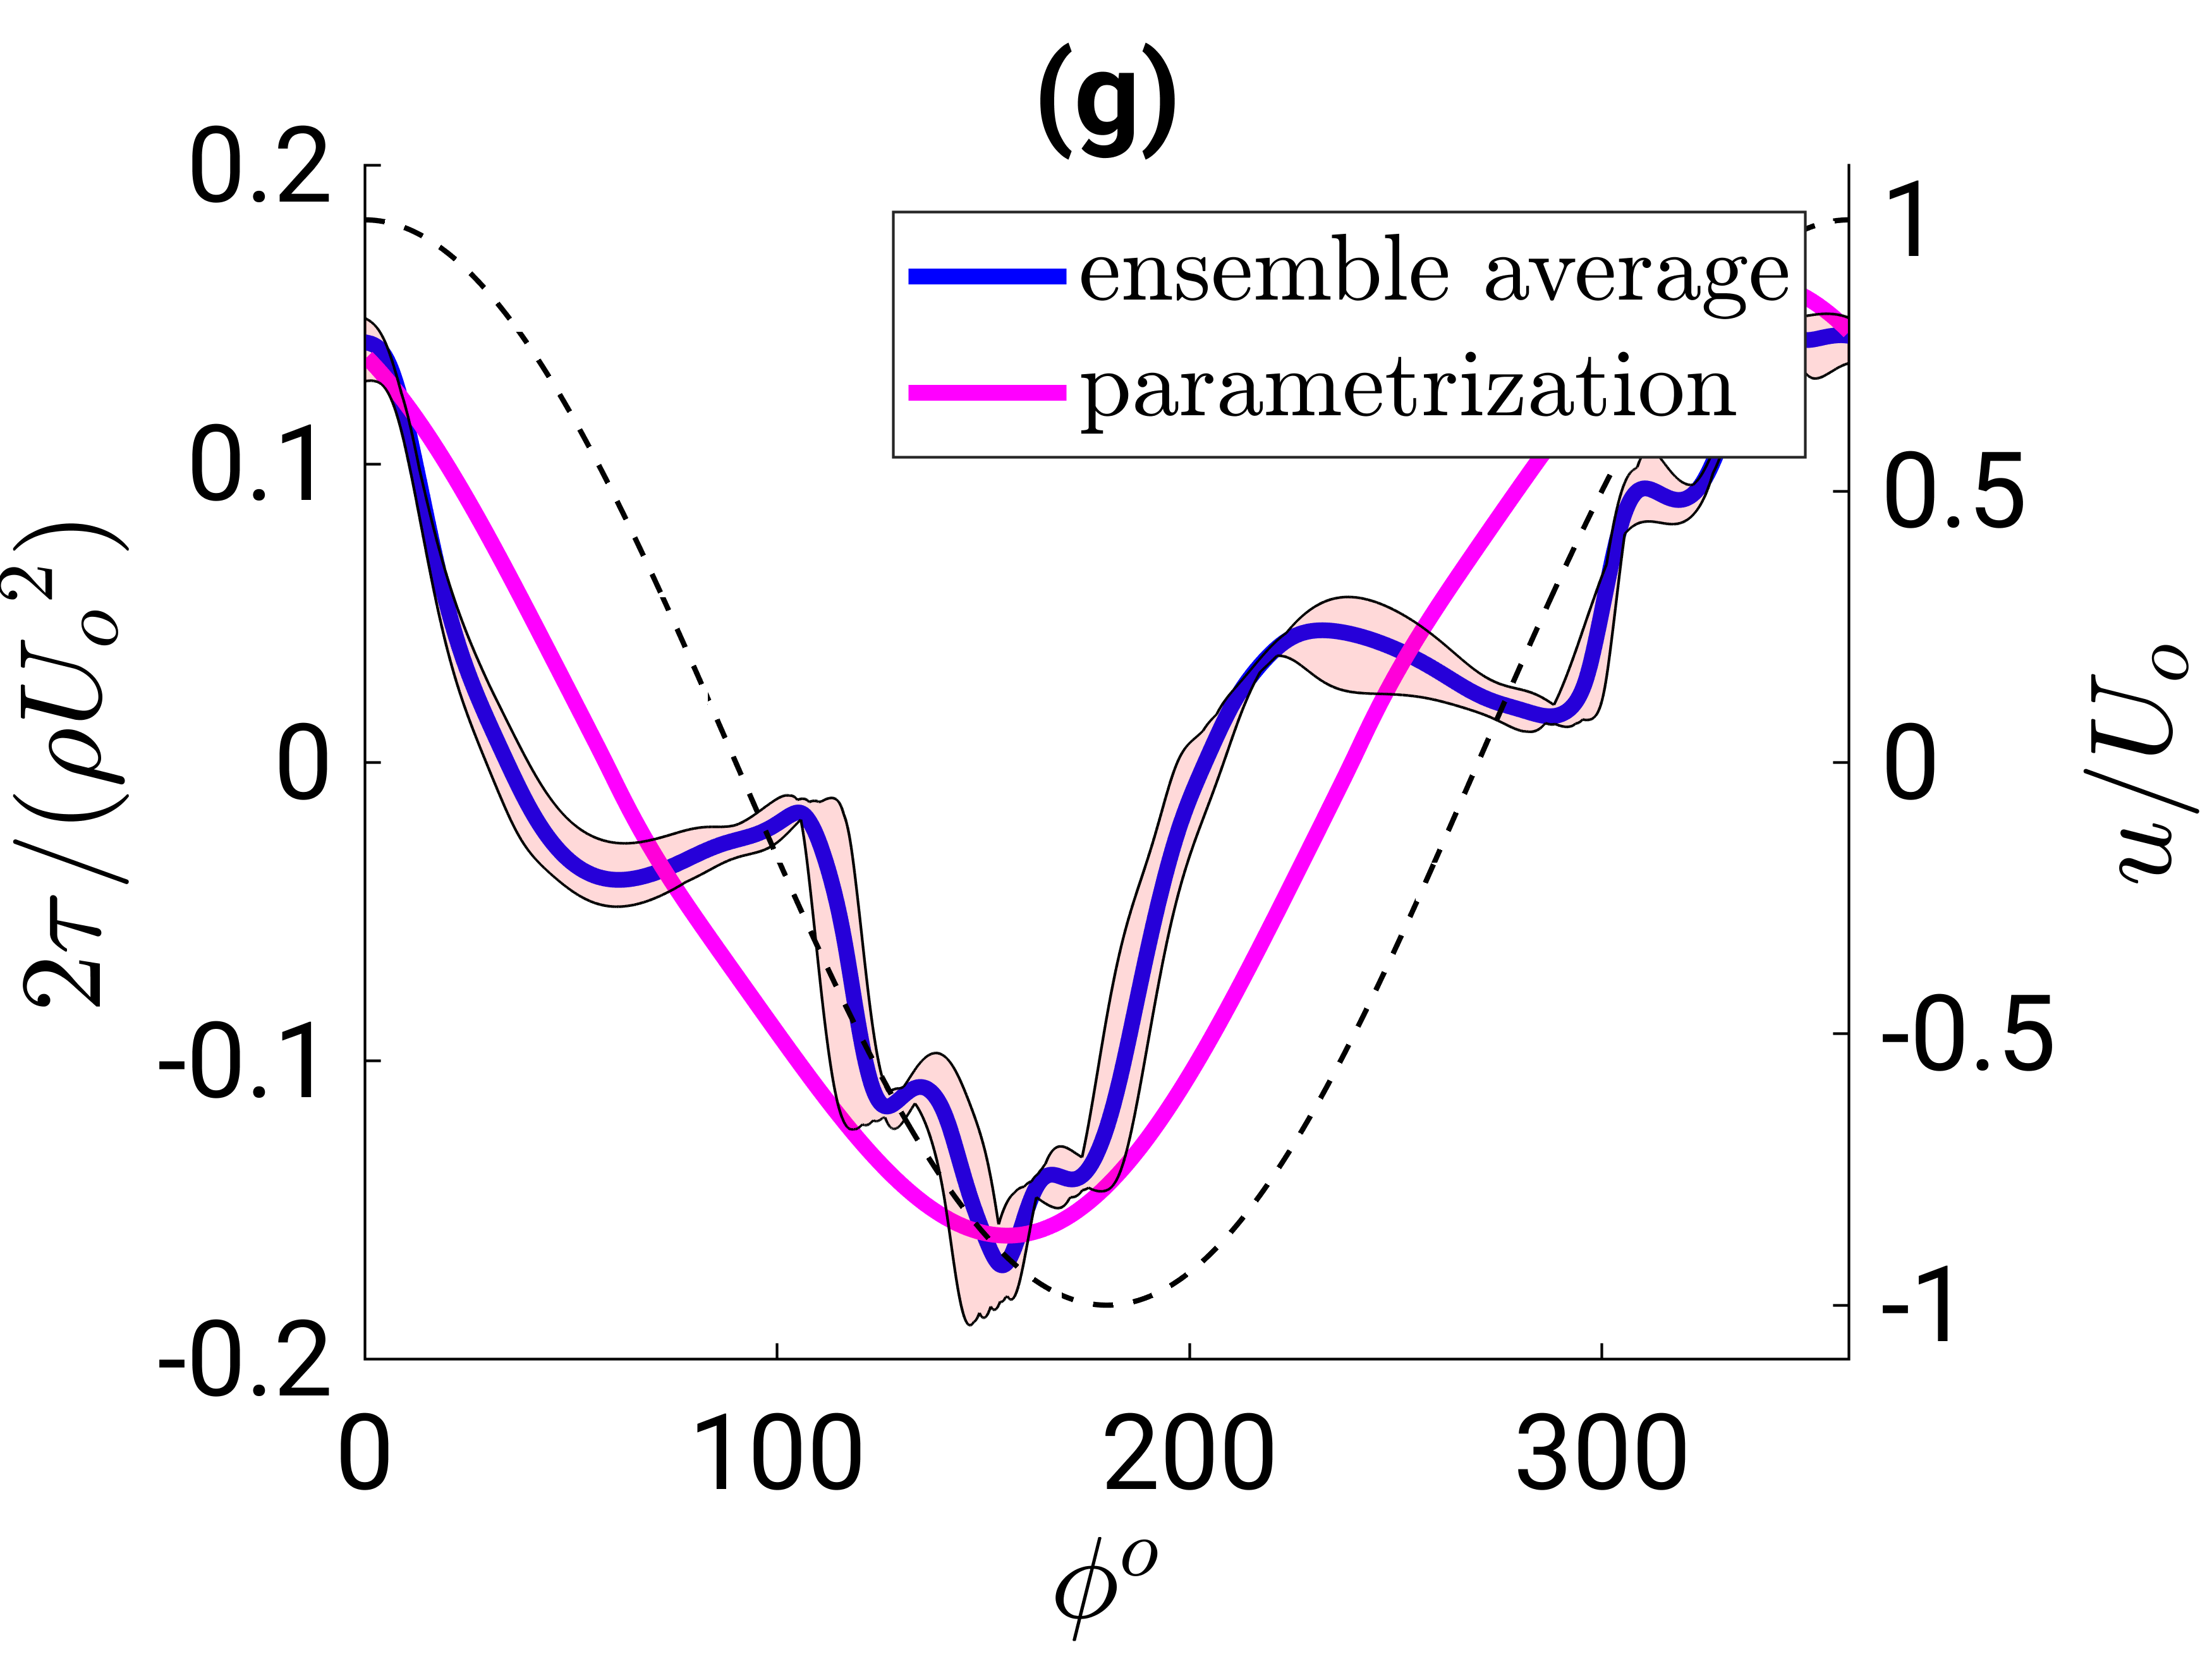 (g)
0.2
0.1
0
-0.1
-0.2
2τ/(ρU_o^2)
ensemble average
parametrization
1
0.5
0
-0.5
-1
u/U_o
0 100 200 300
ϕ^o